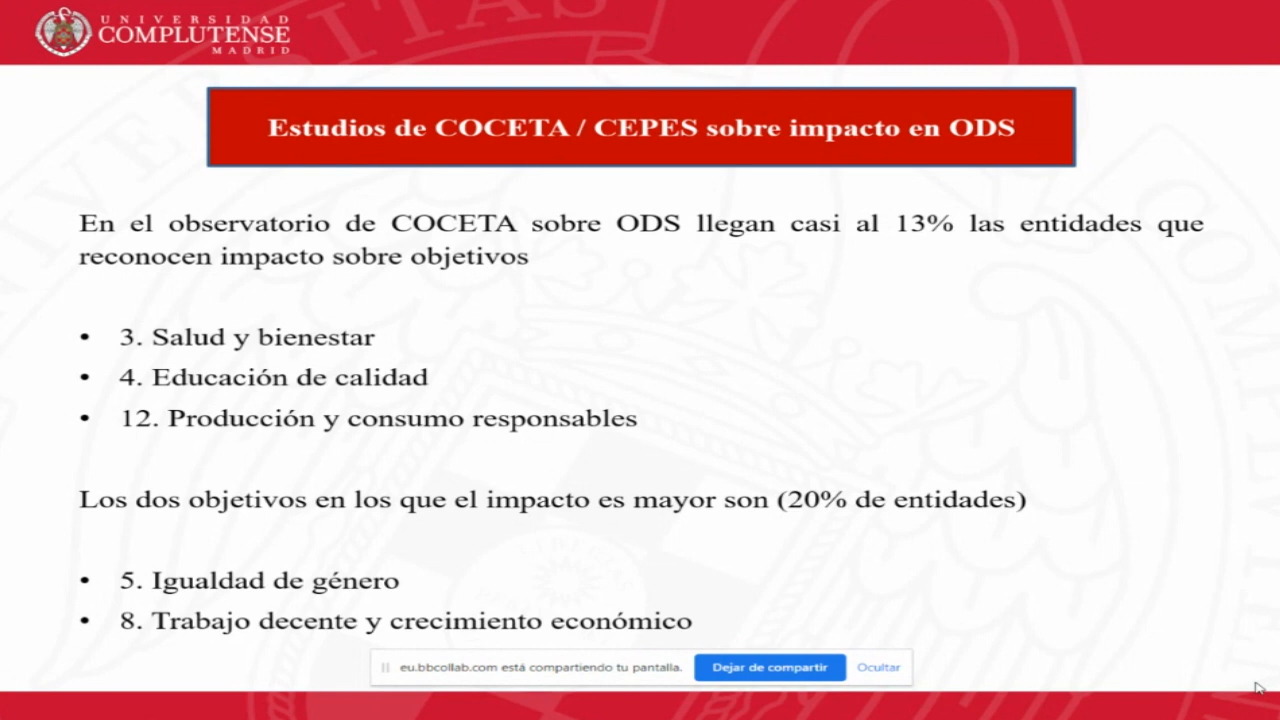 UNIVERSIDAD
COMPLUTENSE
MADRID
Estudios de COCETA / CEPES sobre impacto en ODS
En el observatorio de COCETA sobre ODS llegan casi al 13% las entidades que
reconocen impacto sobre objetivos
• 3. Salud y bienestar
• 4. Educación de calidad
• 12. Producción y consumo responsables
Los dos objetivos en los que el impacto es mayor son (20% de entidades)
• 5. Igualdad de género
• 8. Trabajo decente y crecimiento económico
eu.bbcollab.com está compartiendo tu pantalla. Dejar de compartir Ocultar